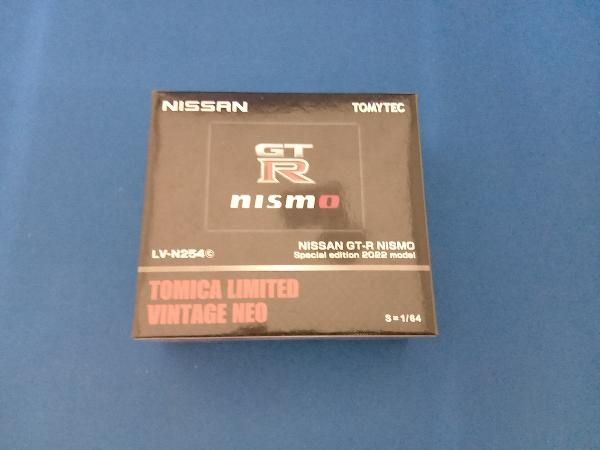 NISSAN
TOMYTEC
GT
R
nismo
LV-N254©
NISSAN GT-R NISMO
Special edition 2022 model
TOMICA LIMITED
VINTAGE NEO
S=1/64